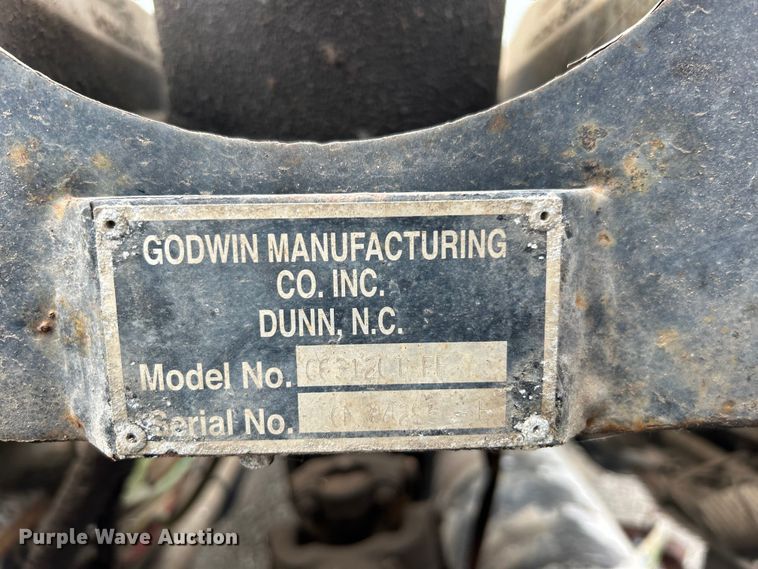 GODWIN MANUFACTURING
CO. INC.
DUNN, N.C.
Model No.
Serial No.
Purple Wave Auction